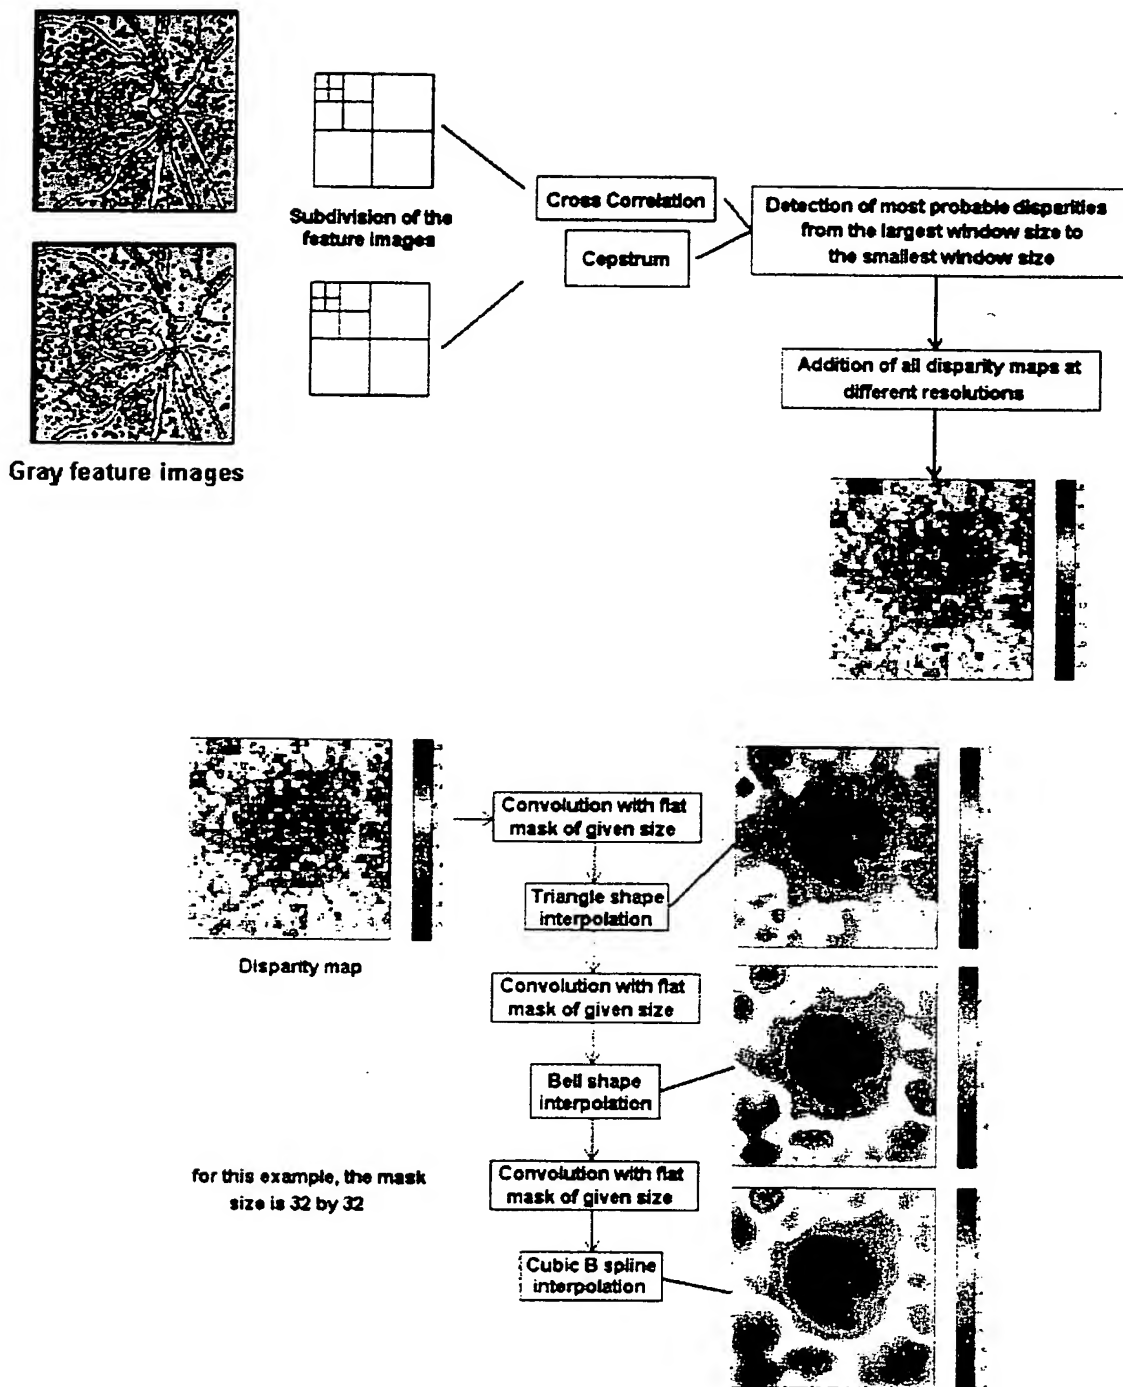 Subdivision of the
feature images
Cross Correlation
Cepstrum
Detection of most probable disparities
from the largest window size to
the smallest window size
Addition of all disparity maps at
different resolutions
Gray feature images
Convolution with flat
mask of given size
Triangle shape
interpolation
Disparity map
Convolution with flat
mask of given size
Bell shape
interpolation
for this example, the mask
size is 32 by 32
Convolution with flat
mask of given size
Cubic B spline
interpolation